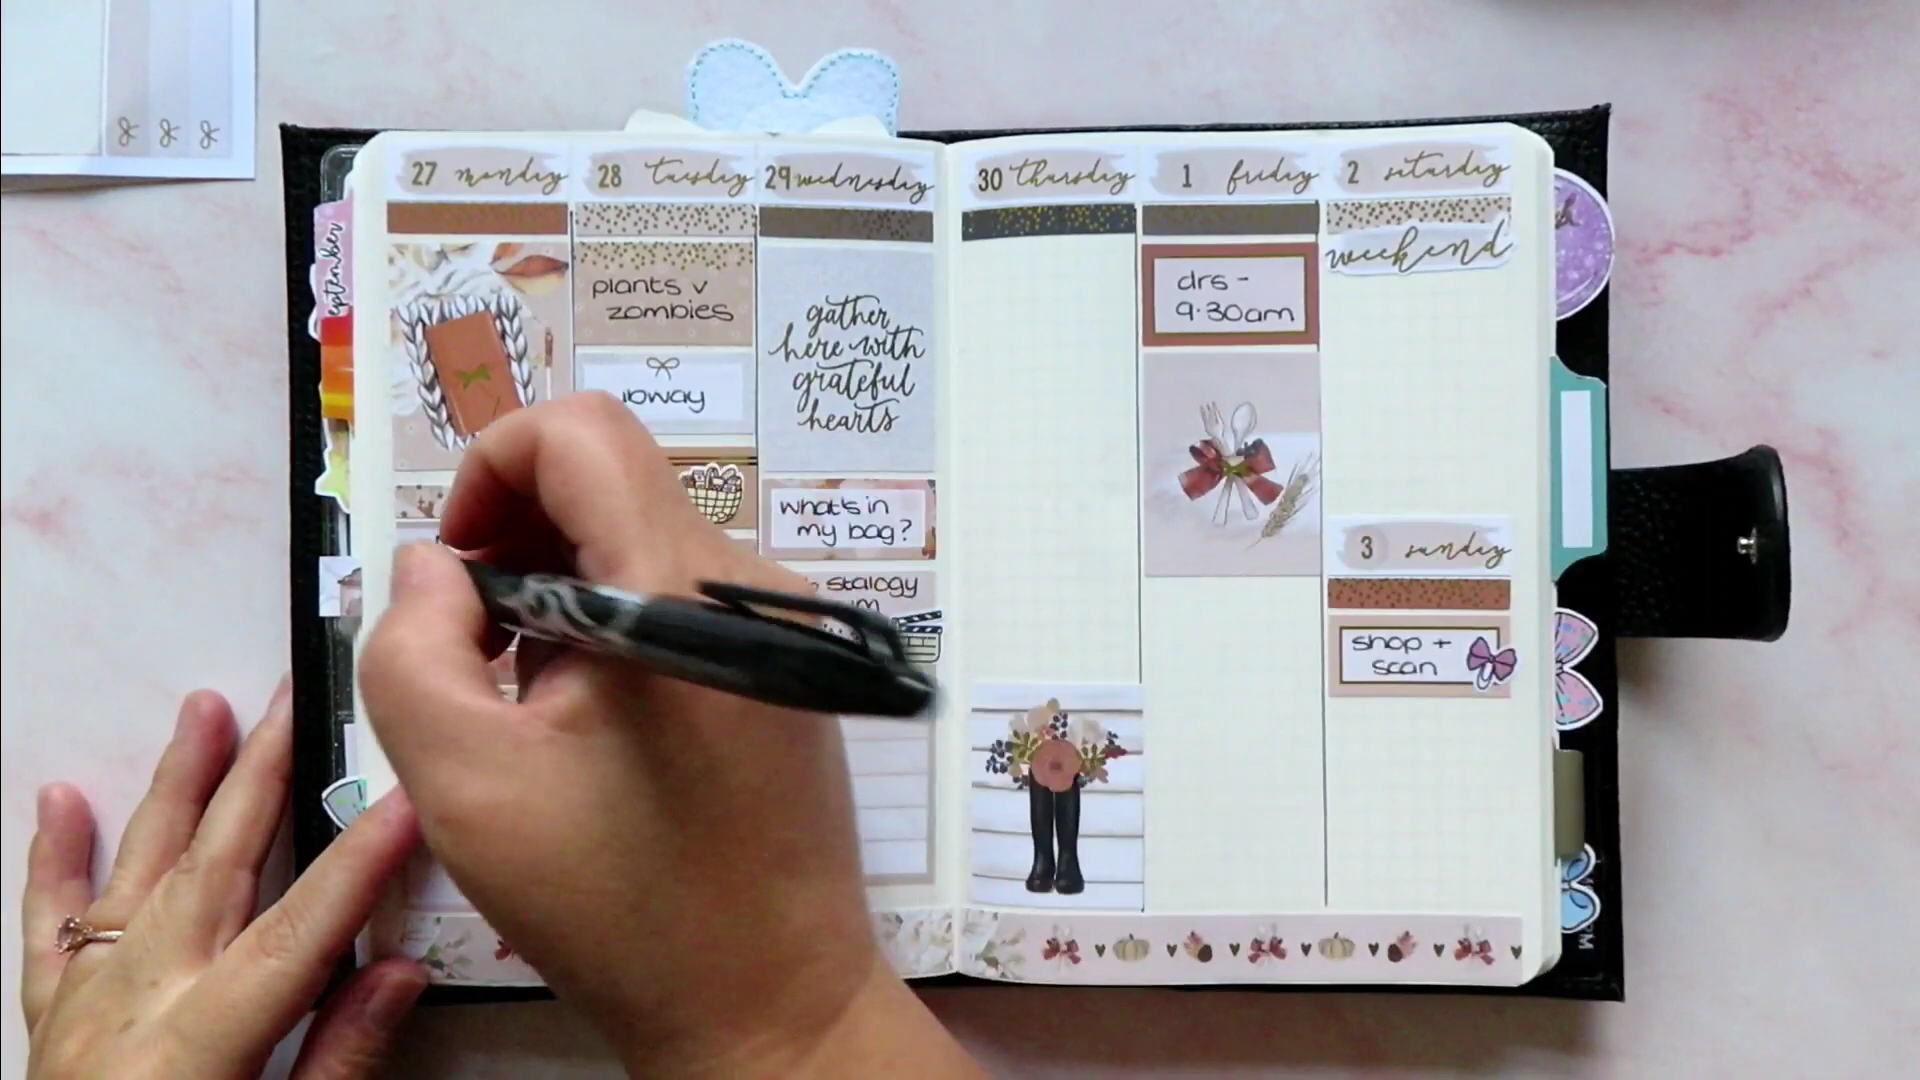 27 monday
28 tuesday
29 wednesday
30 thursday
1 friday
2 saturday
plants v
zombies
gather
here with
grateful
hearts
what's in
my bag?
stalogy
drs -
9.30am
weekend
3 sunday
shop +
scan